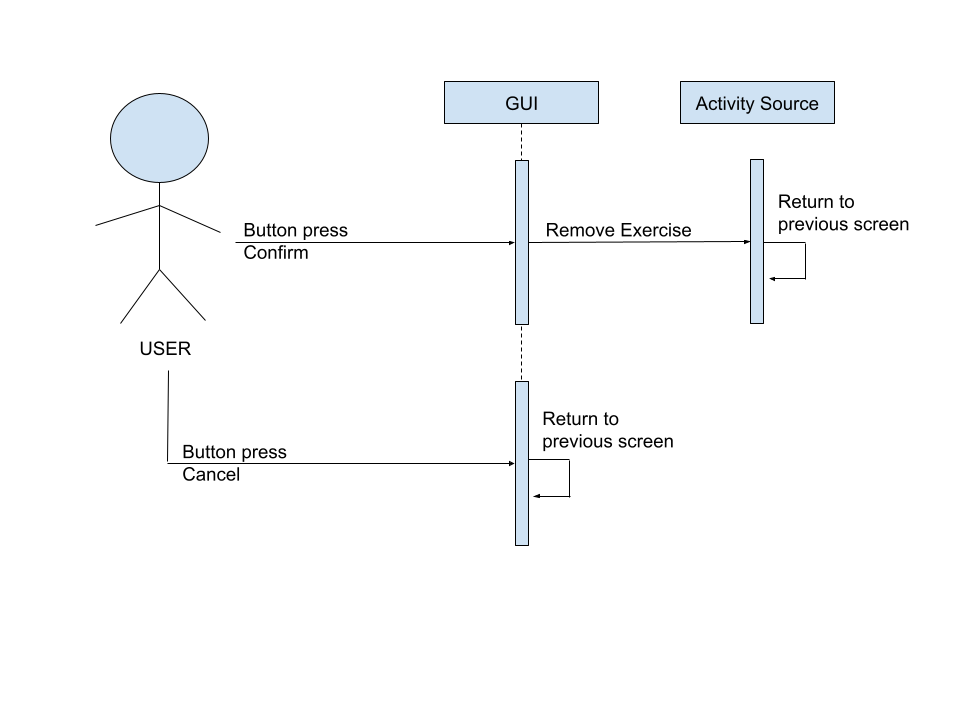 GUI
Activity Source
Return to
previous screen
Button press
Confirm
Remove Exercise
USER
Return to
previous screen
Button press
Cancel